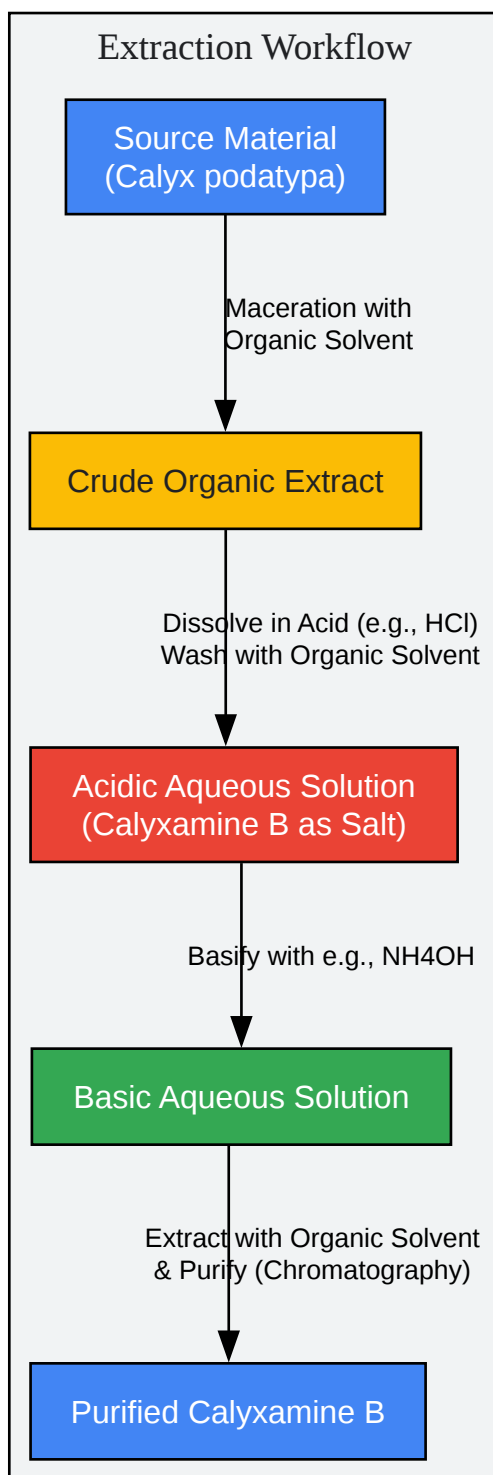 Extraction Workflow
Source Material
(Calyx podatypa)
Maceration with
Organic Solvent
Crude Organic Extract
Dissolve in Acid (e.g., HCl)
Wash with Organic Solvent
Acidic Aqueous Solution
(Calyxamine B as Salt)
Basify with e.g., NH4OH
Basic Aqueous Solution
Extract with Organic Solvent
& Purify (Chromatography)
Purified Calyxamine B